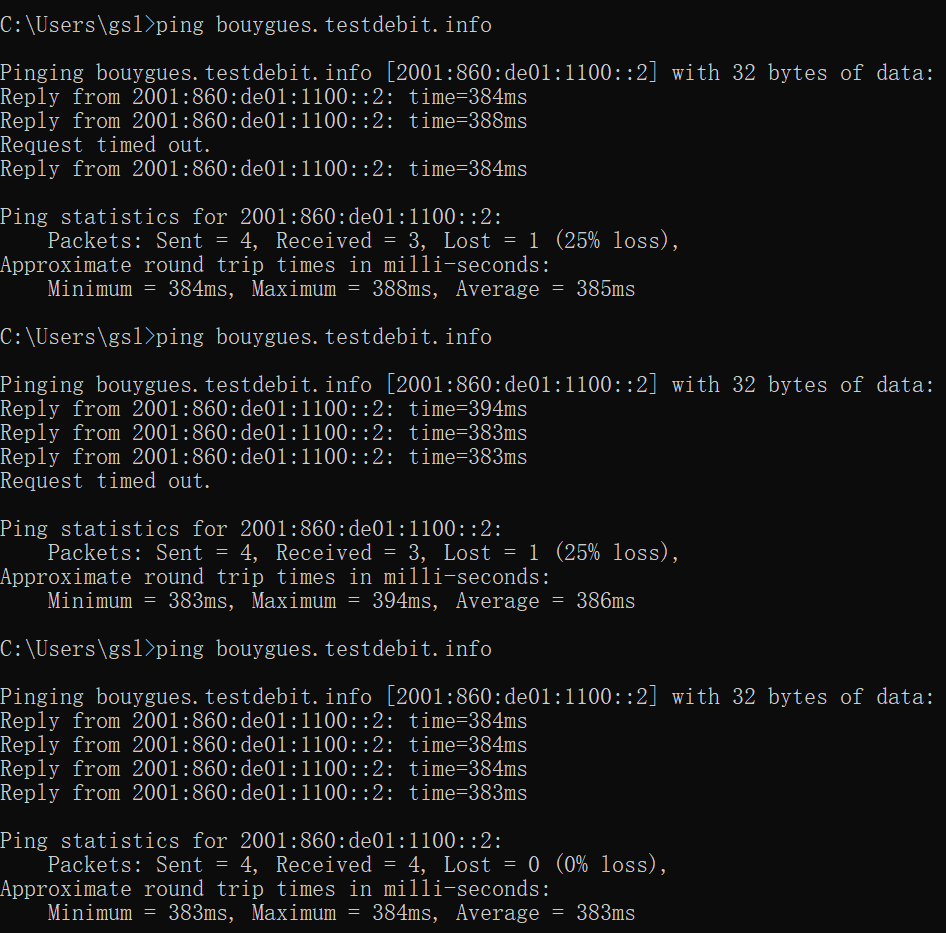 C:\Users\gsl>ping bouygues.testdebit.info
Pinging bouygues.testdebit.info [2001:860:de01:1100::2] with 32 bytes of data:
Reply from 2001:860:de01:1100::2: time=384ms
Reply from 2001:860:de01:1100::2: time=388ms
Request timed out.
Reply from 2001:860:de01:1100::2: time=384ms
Ping statistics for 2001:860:de01:1100::2:
    Packets: Sent = 4, Received = 3, Lost = 1 (25% loss),
Approximate round trip times in milli-seconds:
    Minimum = 384ms, Maximum = 388ms, Average = 385ms
C:\Users\gsl>ping bouygues.testdebit.info
Pinging bouygues.testdebit.info [2001:860:de01:1100::2] with 32 bytes of data:
Reply from 2001:860:de01:1100::2: time=394ms
Reply from 2001:860:de01:1100::2: time=383ms
Reply from 2001:860:de01:1100::2: time=383ms
Request timed out.
Ping statistics for 2001:860:de01:1100::2:
    Packets: Sent = 4, Received = 3, Lost = 1 (25% loss),
Approximate round trip times in milli-seconds:
    Minimum = 383ms, Maximum = 394ms, Average = 386ms
C:\Users\gsl>ping bouygues.testdebit.info
Pinging bouygues.testdebit.info [2001:860:de01:1100::2] with 32 bytes of data:
Reply from 2001:860:de01:1100::2: time=384ms
Reply from 2001:860:de01:1100::2: time=384ms
Reply from 2001:860:de01:1100::2: time=384ms
Reply from 2001:860:de01:1100::2: time=383ms
Ping statistics for 2001:860:de01:1100::2:
    Packets: Sent = 4, Received = 4, Lost = 0 (0% loss),
Approximate round trip times in milli-seconds:
    Minimum = 383ms, Maximum = 384ms, Average = 383ms